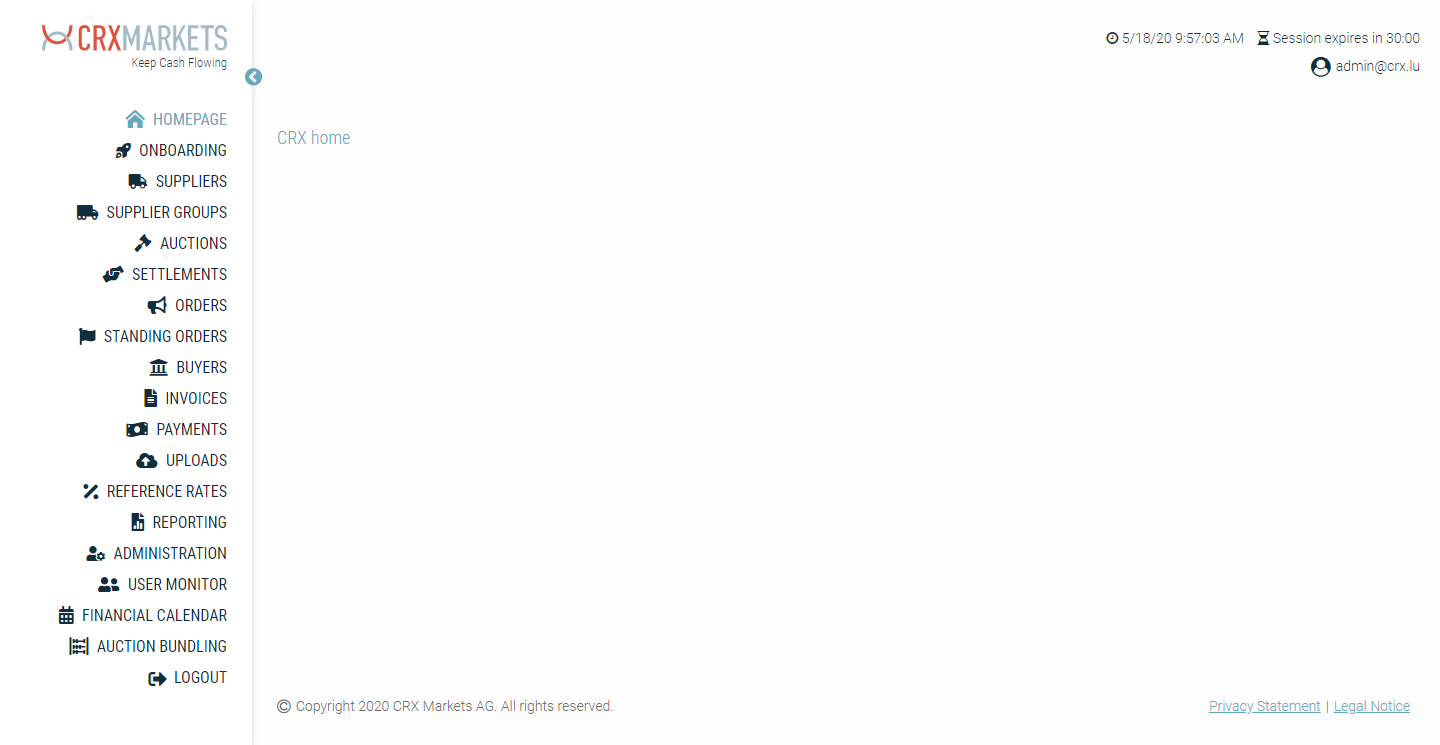 CRXMARKETS
Keep Cash Flowing
5/18/20 9:57:03 AM Session expires in 30:00
admin@crx.lu
HOMEPAGE
ONBOARDING
SUPPLIERS
SUPPLIER GROUPS
AUCTIONS
SETTLEMENTS
ORDERS
STANDING ORDERS
BUYERS
INVOICES
PAYMENTS
UPLOADS
REFERENCE RATES
REPORTING
ADMINISTRATION
USER MONITOR
FINANCIAL CALENDAR
AUCTION BUNDLING
LOGOUT
CRX home
© Copyright 2020 CRX Markets AG. All rights reserved.
Privacy Statement | Legal Notice